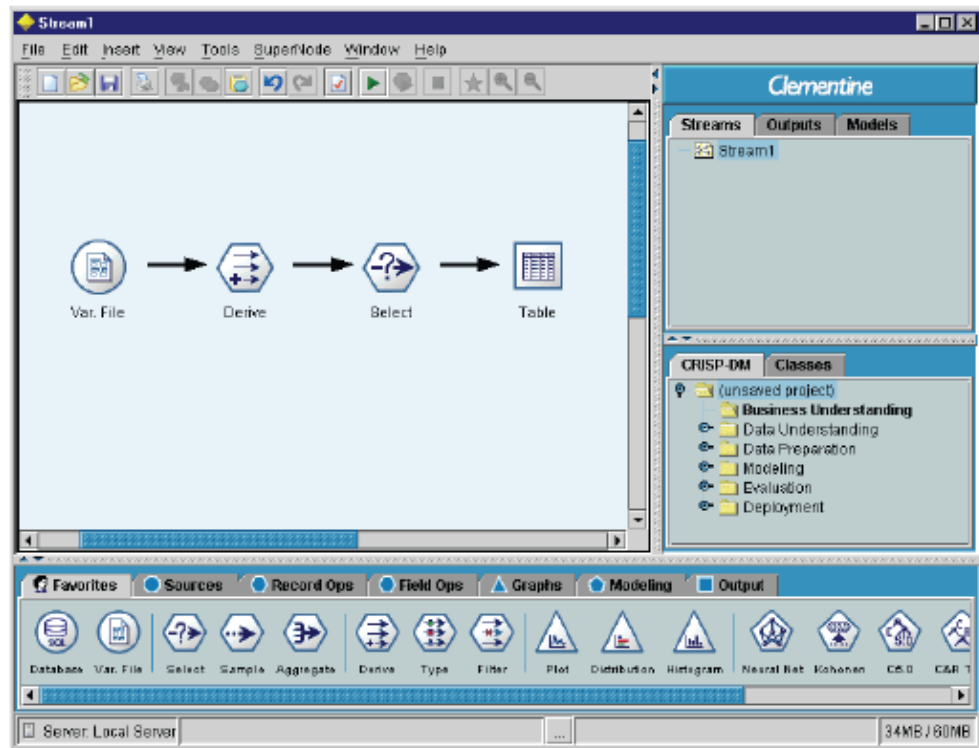 Stream1
File Edit Insert View Tools SuperNode Window Help
Clementine
Streams Outputs Models
Stream1
Var. File Derive Select Table
CRISP-DM Classes
(unsaved project)
Business Understanding
Data Understanding
Data Preparation
Modeling
Evaluation
Deployment
Favorites Sources Record Ops Field Ops Graphs Modeling Output
SQL
Database Var. File Select Sample Aggregate Derive Type Filter Plot Distribution Histogram Neural Net Kohonen C5.0 C&R T
Server: Local Server ... 34MB / 60MB